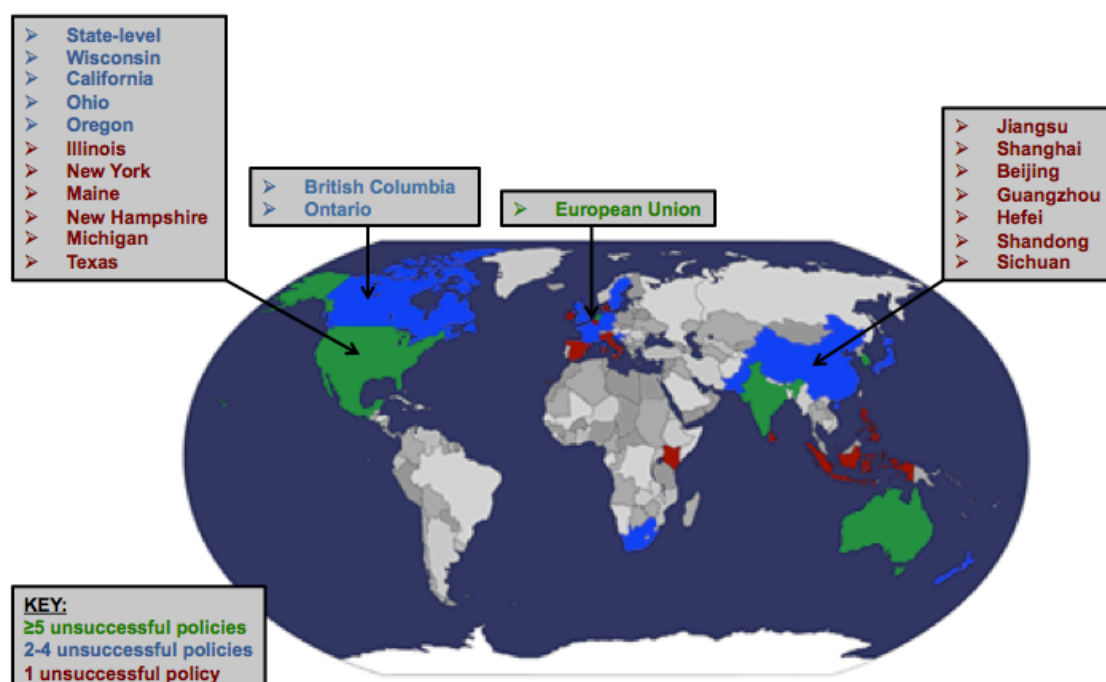 ➢ State-level
➢ Wisconsin
➢ California
➢ Ohio
➢ Oregon
➢ Illinois
➢ New York
➢ Maine
➢ New Hampshire
➢ Michigan
➢ Texas
➢ British Columbia
➢ Ontario
➢ European Union
➢ Jiangsu
➢ Shanghai
➢ Beijing
➢ Guangzhou
➢ Hefei
➢ Shandong
➢ Sichuan
KEY:
≥5 unsuccessful policies
2-4 unsuccessful policies
1 unsuccessful policy